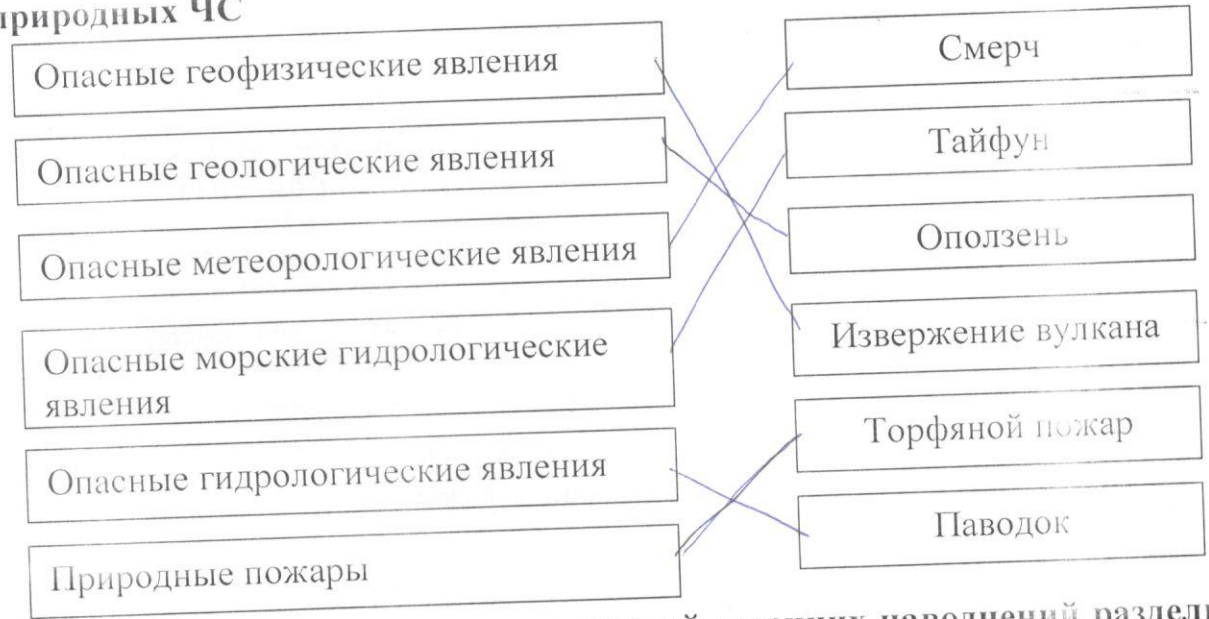 природных ЧС
Опасные геофизические явления
Опасные геологические явления
Опасные метеорологические явления
Опасные морские гидрологические
явления
Опасные гидрологические явления
Природные пожары
Смерч
Тайфун
Оползень
Извержение вулкана
Торфяной пожар
Паводок
наводнений